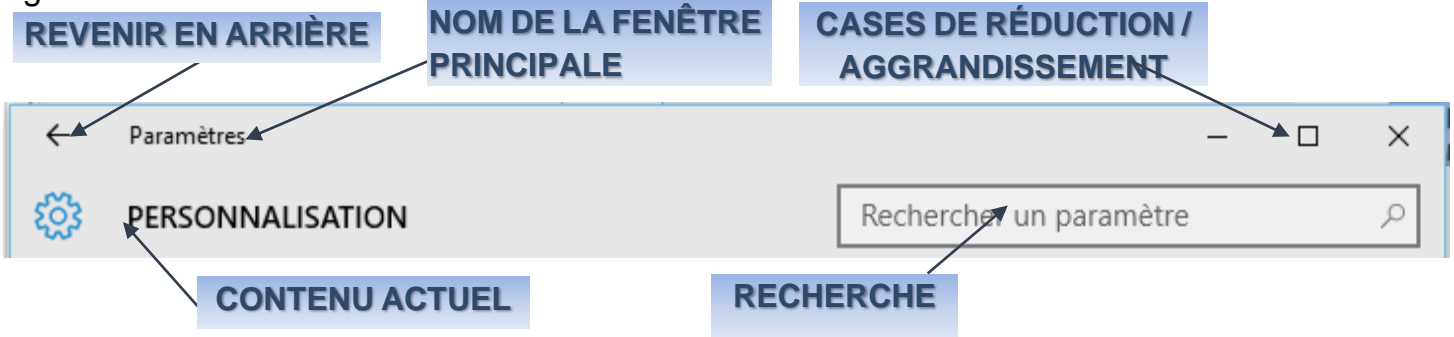 REVENIR EN ARRIÈRE
NOM DE LA FENÊTRE
PRINCIPALE
CASES DE RÉDUCTION /
AGGRANDISSEMENT
Paramètres
PERSONNALISATION
Rechercher un paramètre
CONTENU ACTUEL
RECHERCHE